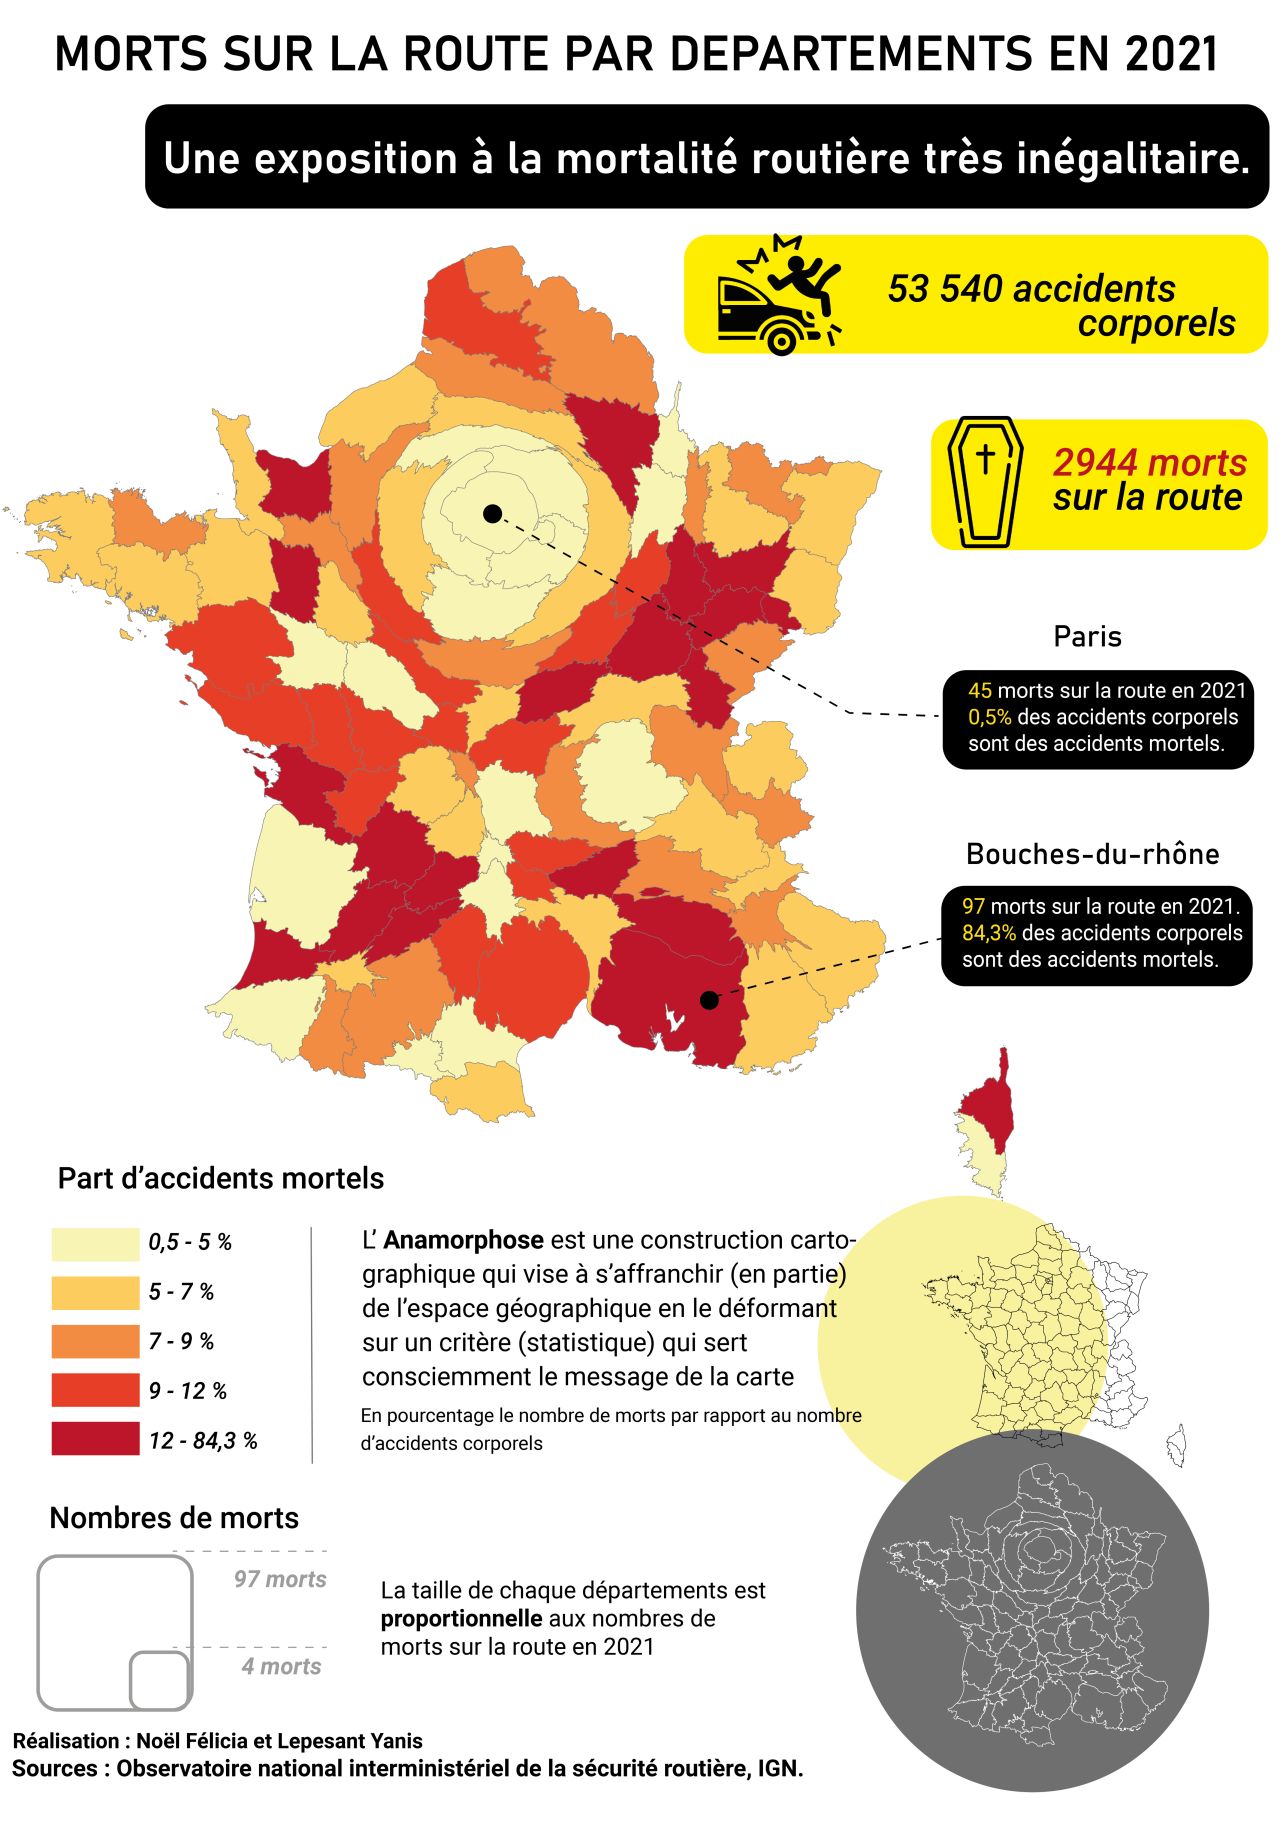 MORTS SUR LA ROUTE PAR DEPARTEMENTS EN 2021
Une exposition à la mortalité routière très inégalitaire.
53 540 accidents
corporels
2944 morts
sur la route
Paris
45 morts sur la route en 2021
0,5% des accidents corporels
sont des accidents mortels.
Bouches-du-rhône
97 morts sur la route en 2021.
84,3% des accidents corporels
sont des accidents mortels.
Part d’accidents mortels
0,5 - 5 %
5 - 7 %
7 - 9 %
9 - 12 %
12 - 84,3 %
L’ Anamorphose est une construction carto-
graphique qui vise à s’affranchir (en partie)
de l’espace géographique en le déformant
sur un critère (statistique) qui sert
consciemment le message de la carte
En pourcentage le nombre de morts par rapport au nombre
d’accidents corporels
Nombres de morts
97 morts
4 morts
La taille de chaque départements est
proportionnelle aux nombres de
morts sur la route en 2021
Réalisation : Noël Félicia et Lepesant Yanis
Sources : Observatoire national interministériel de la sécurité routière, IGN.